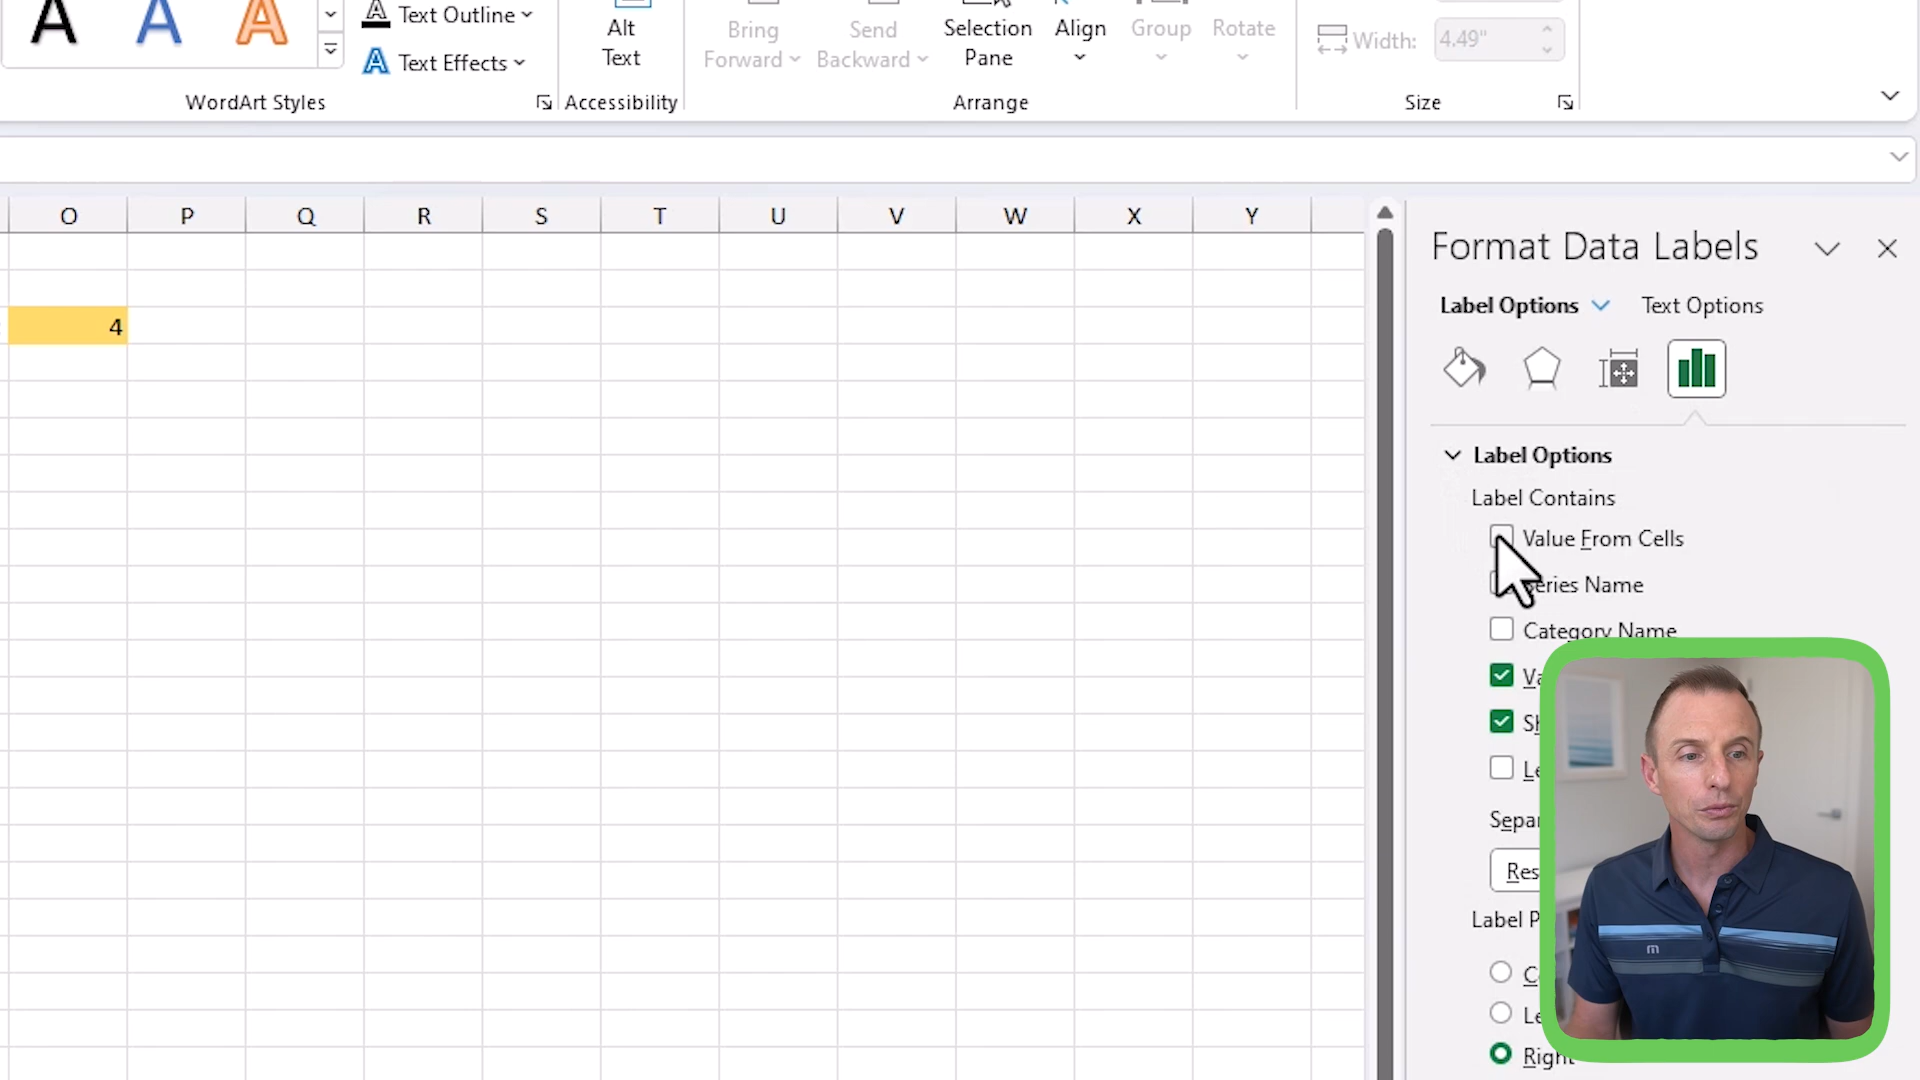 A A A Text Outline
Text Effects
WordArt Styles
Alt
Text
Accessibility
Bring
Forward
Send
Backward
Selection
Pane
Align
Group
Rotate
Arrange
Width: 4.49"
Size
O P Q R S T U V W X Y
4
Format Data Labels
Label Options Text Options
Label Options
Label Contains
Value From Cells
Series Name
Category Name
Right